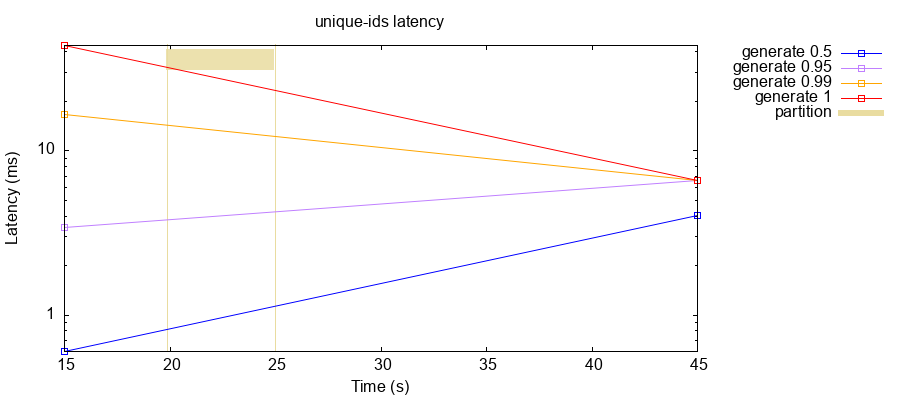 unique-ids latency
generate 0.5
generate 0.95
generate 0.99
generate 1
partition
10
1
Latency (ms)
15 20 25 30 35 40 45
Time (s)